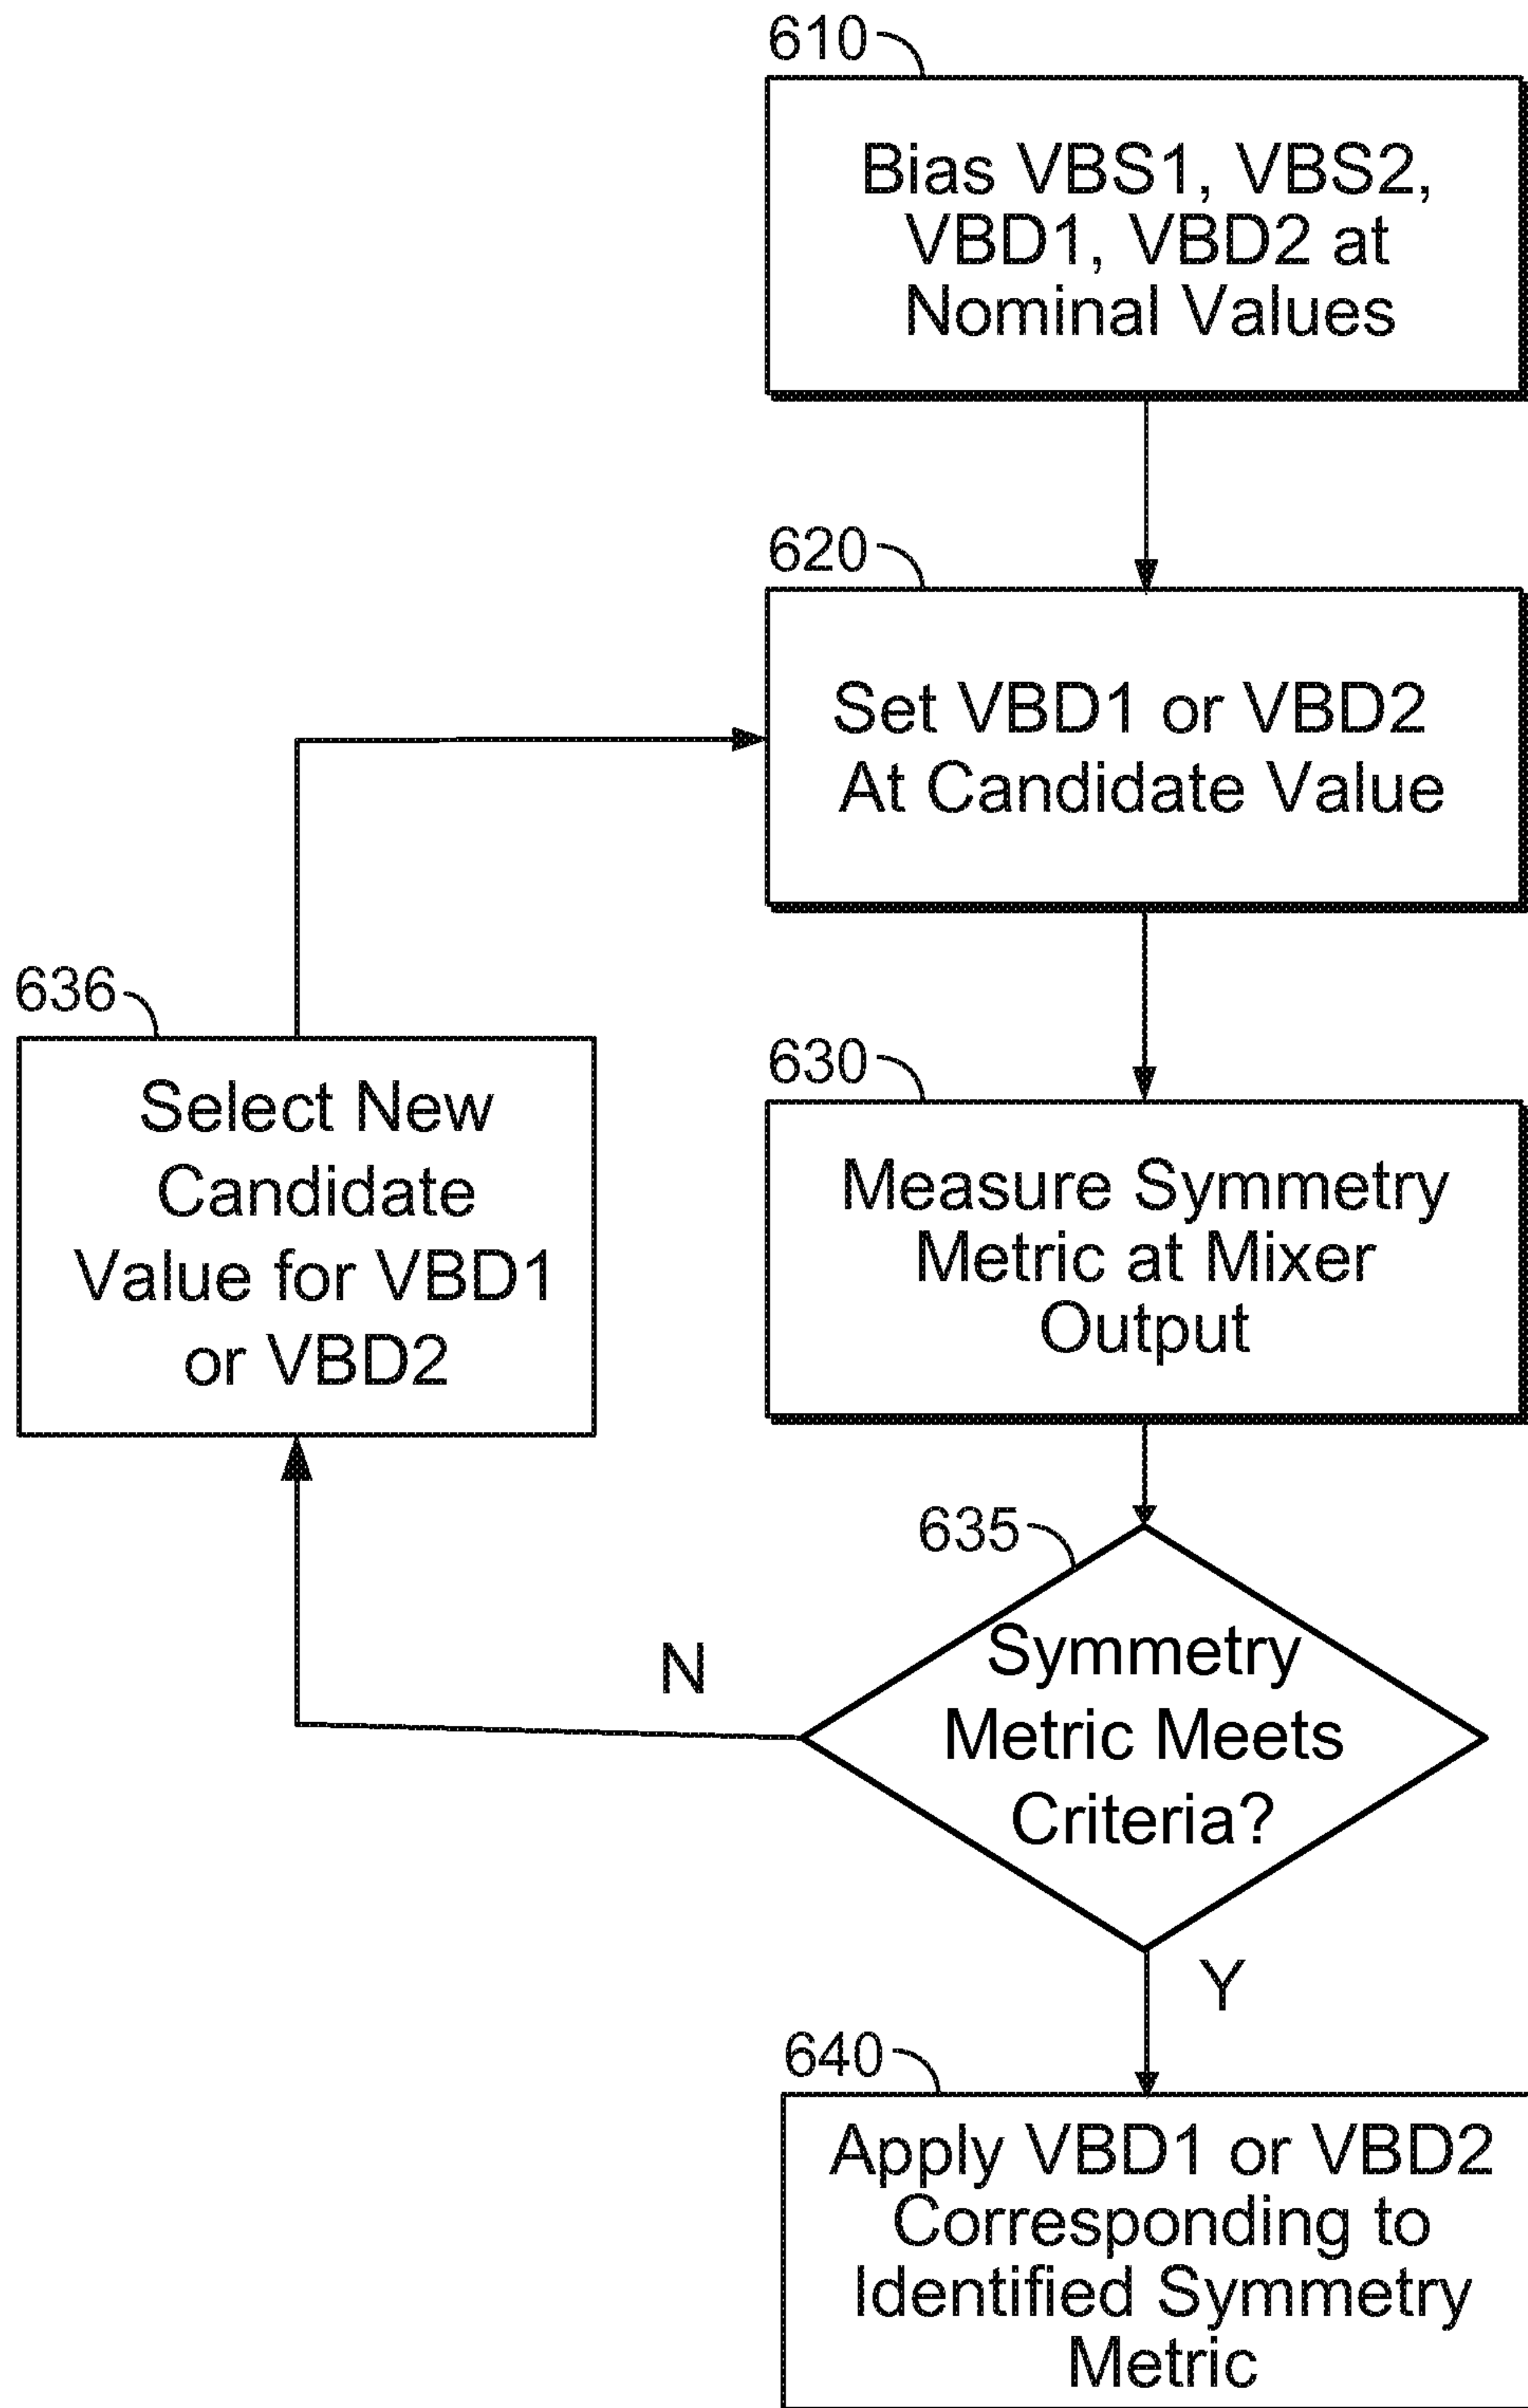 610
Bias VBS1, VBS2,
VBD1, VBD2 at
Nominal Values
620
Set VBD1 or VBD2
At Candidate Value
636
Select New
Candidate
Value for VBD1
or VBD2
630
Measure Symmetry
Metric at Mixer
Output
635
Symmetry
Metric Meets
Criteria?
N
Y
640
Apply VBD1 or VBD2
Corresponding to
Identified Symmetry
Metric